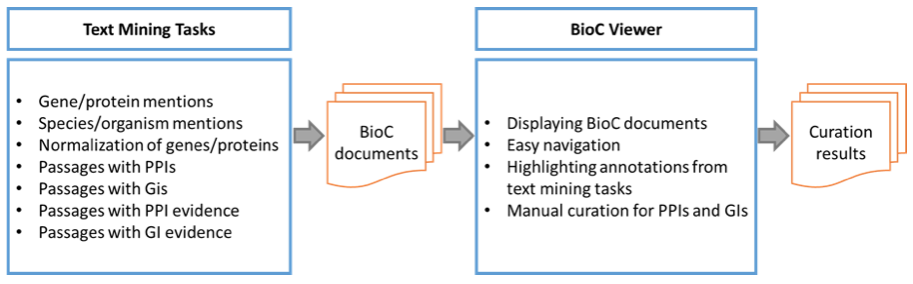 Text Mining Tasks
• Gene/protein mentions
• Species/organism mentions
• Normalization of genes/proteins
• Passages with PPIs
• Passages with Gis
• Passages with PPI evidence
• Passages with GI evidence
BioC
documents
BioC Viewer
• Displaying BioC documents
• Easy navigation
• Highlighting annotations from
text mining tasks
• Manual curation for PPIs and GIs
Curation
results